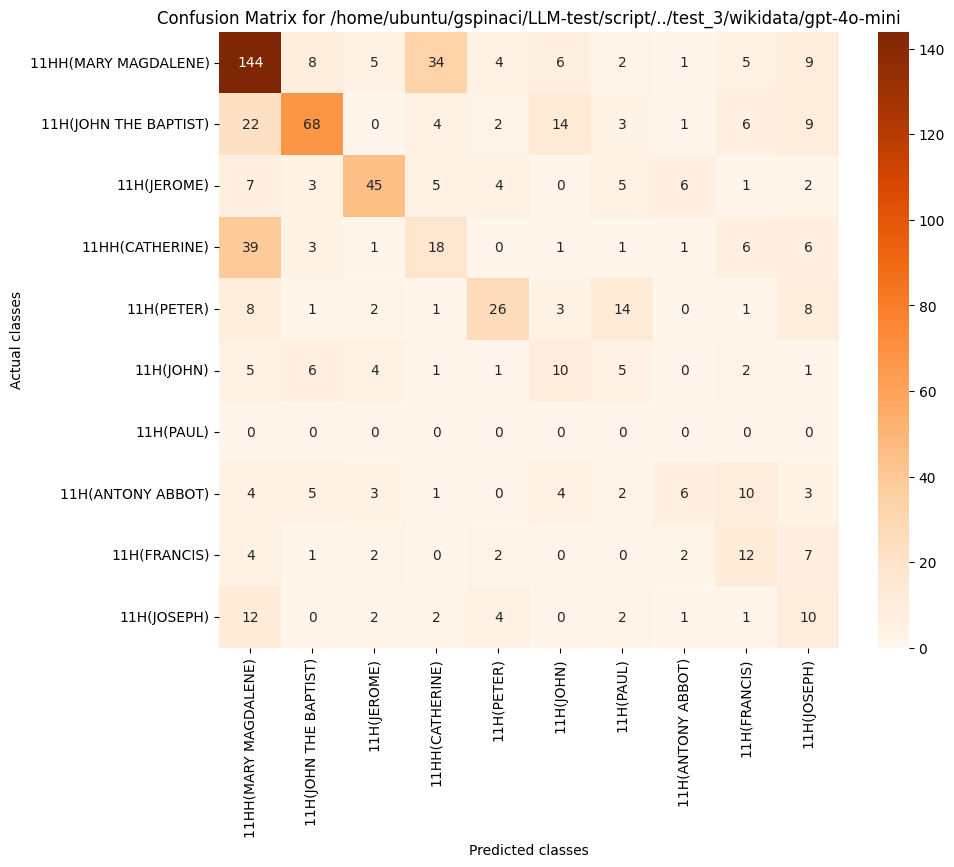 Confusion Matrix for /home/ubuntu/gspinaci/LLM-test/script/../test_3/wikidata/gpt-4o-mini
Actual classes
11HH(MARY MAGDALENE) 144 8 5 34 4 6 2 1 5 9
11H(JOHN THE BAPTIST) 22 68 0 4 2 14 3 1 6 9
11H(JEROME) 7 3 45 5 4 0 5 6 1 2
11HH(CATHERINE) 39 3 1 18 0 1 1 1 6 6
11H(PETER) 8 1 2 1 26 3 14 0 1 8
11H(JOHN) 5 6 4 1 1 10 5 0 2 1
11H(PAUL) 0 0 0 0 0 0 0 0 0 0
11H(ANTONY ABBOT) 4 5 3 1 0 4 2 6 10 3
11H(FRANCIS) 4 1 2 0 2 0 0 2 12 7
11H(JOSEPH) 12 0 2 2 4 0 2 1 1 10
11HH(MARY MAGDALENE)
11H(JOHN THE BAPTIST)
11H(JEROME)
11HH(CATHERINE)
11H(PETER)
11H(JOHN)
11H(PAUL)
11H(ANTONY ABBOT)
11H(FRANCIS)
11H(JOSEPH)
Predicted classes
140
120
100
80
60
40
20
0